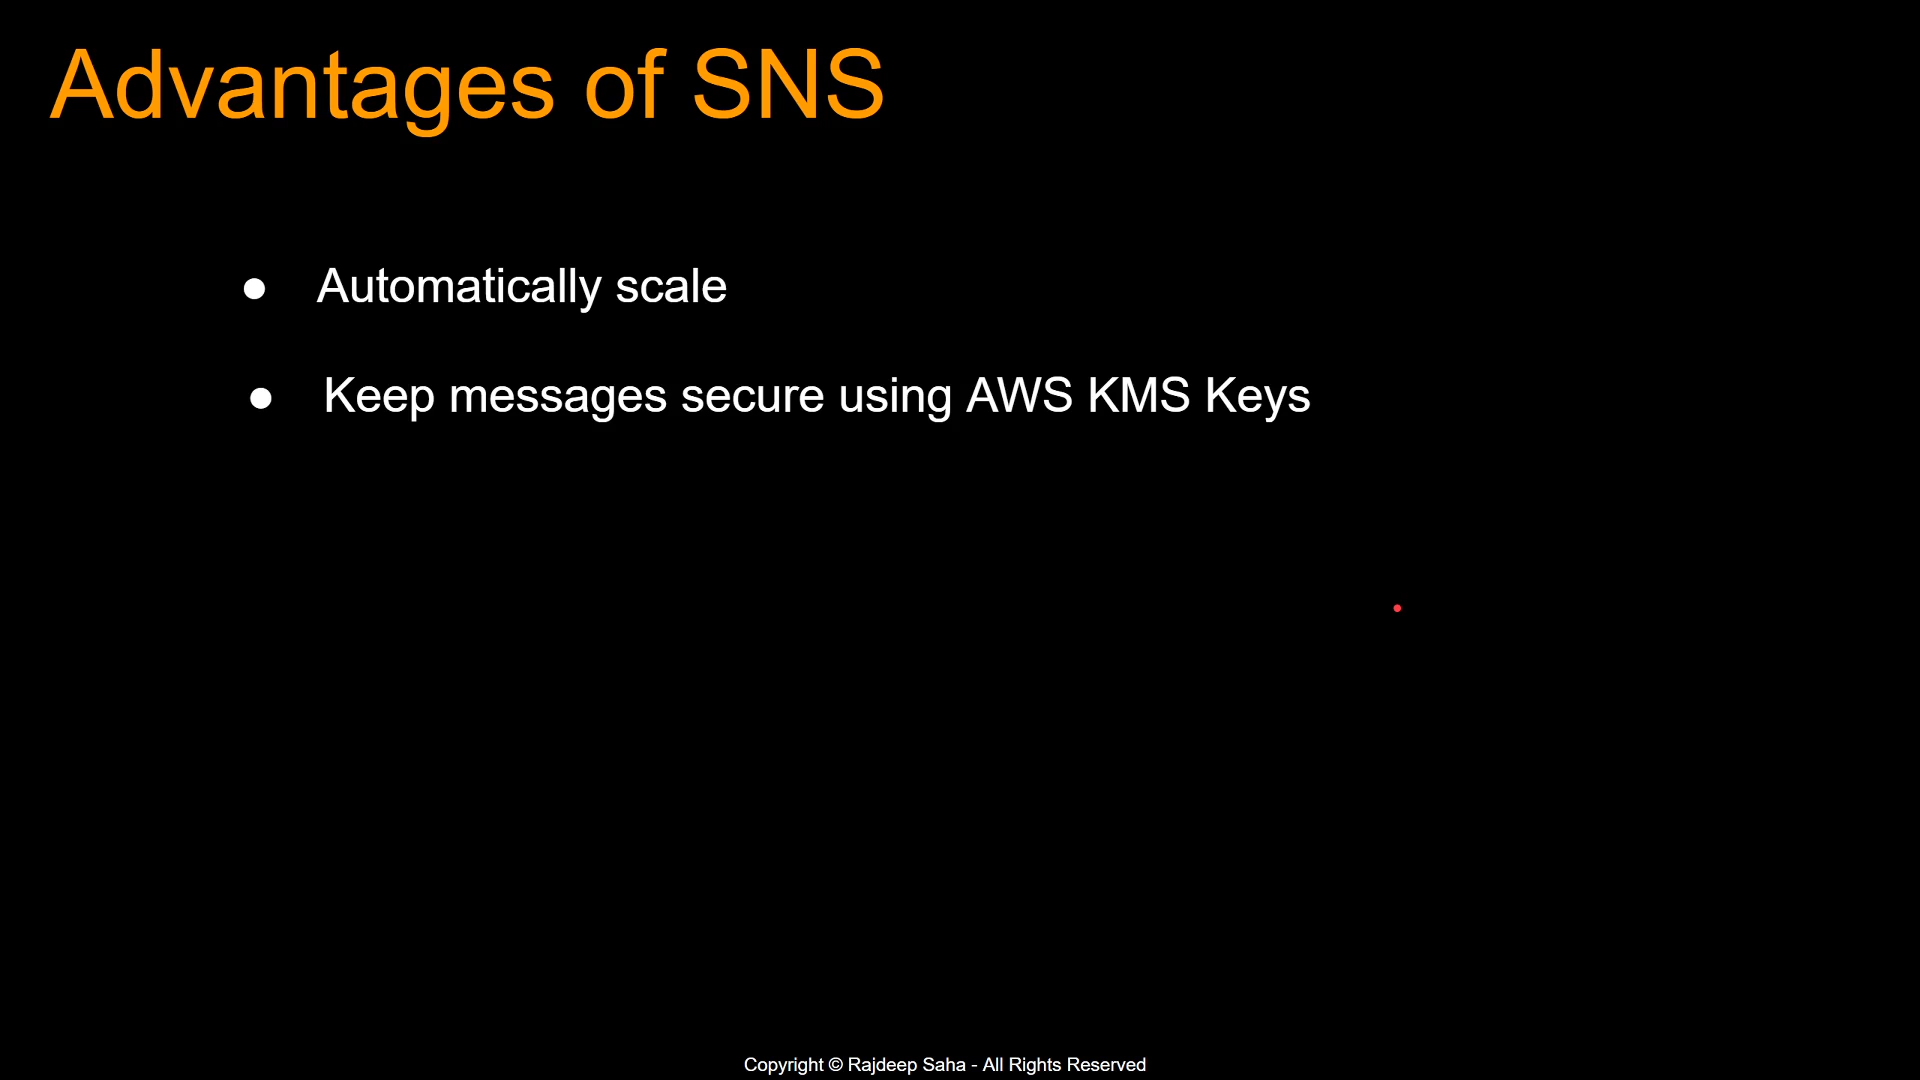 Advantages of SNS
● Automatically scale
● Keep messages secure using AWS KMS Keys
Copyright © Rajdeep Saha - All Rights Reserved